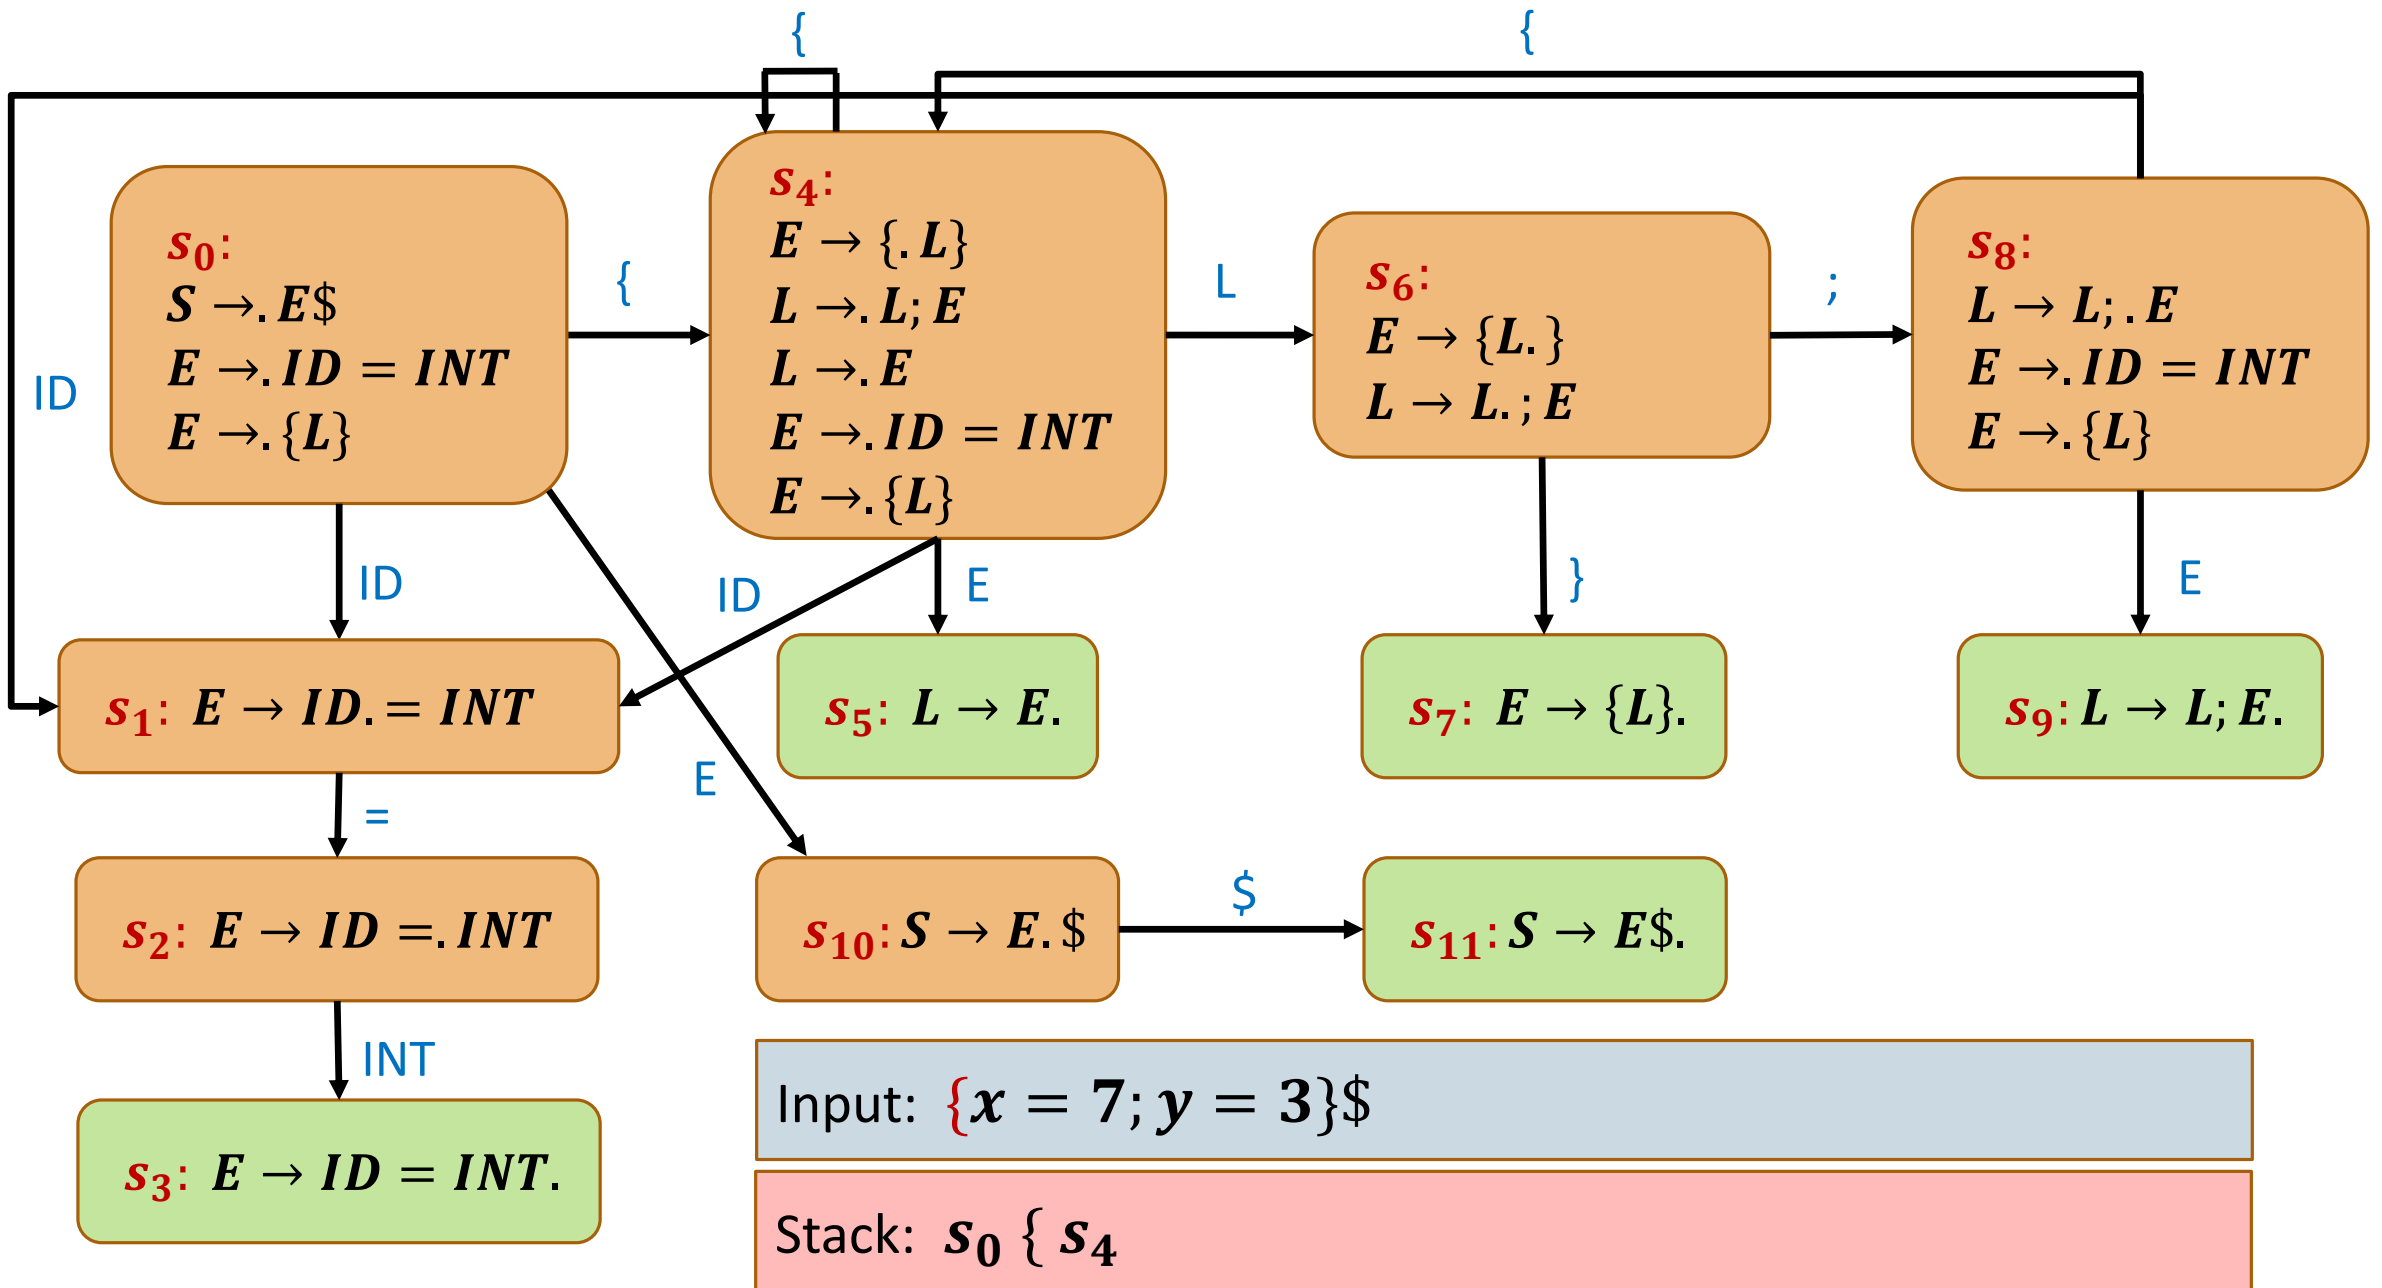 {
{
s₀:
S →. E$
E →. ID = INT
E →. {L}
{
s₄:
E → {. L}
L →. L; E
L →. E
E →. ID = INT
E →. {L}
L
s₆:
E → {L. }
L → L. ; E
;
s₈:
L → L; . E
E →. ID = INT
E →. {L}
ID
ID
ID
E
}
E
s₁: E → ID. = INT
s₅: L → E.
s₇: E → {L}.
s₉: L → L; E.
=
E
s₂: E → ID =. INT
s₁₀: S → E. $
$
s₁₁: S → E$.
INT
s₃: E → ID = INT.
Input: {x = 7; y = 3}$
Stack: s₀ { s₄